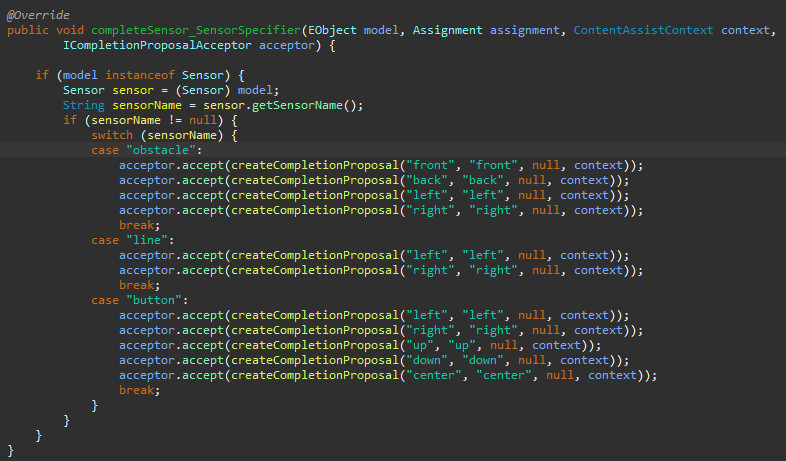 @Override
public void completeSensor_SensorSpecifier(EObject model, Assignment assignment, ContentAssistContext context,
        ICompletionProposalAcceptor acceptor) {

    if (model instanceof Sensor) {
        Sensor sensor = (Sensor) model;
        String sensorName = sensor.getSensorName();
        if (sensorName != null) {
            switch (sensorName) {
            case "obstacle":
                acceptor.accept(createCompletionProposal("front", "front", null, context));
                acceptor.accept(createCompletionProposal("back", "back", null, context));
                acceptor.accept(createCompletionProposal("left", "left", null, context));
                acceptor.accept(createCompletionProposal("right", "right", null, context));
                break;
            case "line":
                acceptor.accept(createCompletionProposal("left", "left", null, context));
                acceptor.accept(createCompletionProposal("right", "right", null, context));
                break;
            case "button":
                acceptor.accept(createCompletionProposal("left", "left", null, context));
                acceptor.accept(createCompletionProposal("right", "right", null, context));
                acceptor.accept(createCompletionProposal("up", "up", null, context));
                acceptor.accept(createCompletionProposal("down", "down", null, context));
                acceptor.accept(createCompletionProposal("center", "center", null, context));
                break;
            }
        }
    }
}